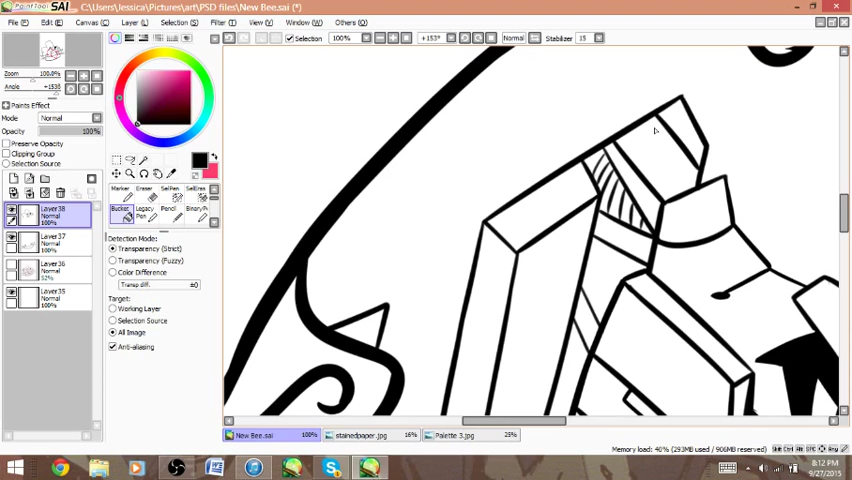 PaintTool SAI C:\Users\Jessica\Pictures\art\PSD files\New Bee.sai (*)
File (F) Edit (E) Canvas (C) Layer (L) Selection (S) Filter (T) View (V) Window (W) Others (O)
Selection 100% +153° Normal Stabilizer 15
Zoom 100.0%
Angle +153°
Paints Effect
Mode Normal
Opacity 100%
Preserve Opacity
Clipping Group
Selection Source
Layer38
Normal
100%
Layer37
Normal
100%
Layer36
Normal
52%
Layer35
Normal
100%
Marker Eraser SelPen SelEras
Bucket Legacy Pen Pencil Binary Pen
Detection Mode:
Transparency (Strict)
Transparency (Fuzzy)
Color Difference
Transp diff. ±0
Target:
Working Layer
Selection Source
All Image
Anti-aliasing
New Bee.sai 100% stainedpaper.jpg 16% Palette 3.jpg 25%
Memory load: 40% (293MB used / 906MB reserved)
8:12 PM
9/27/2015